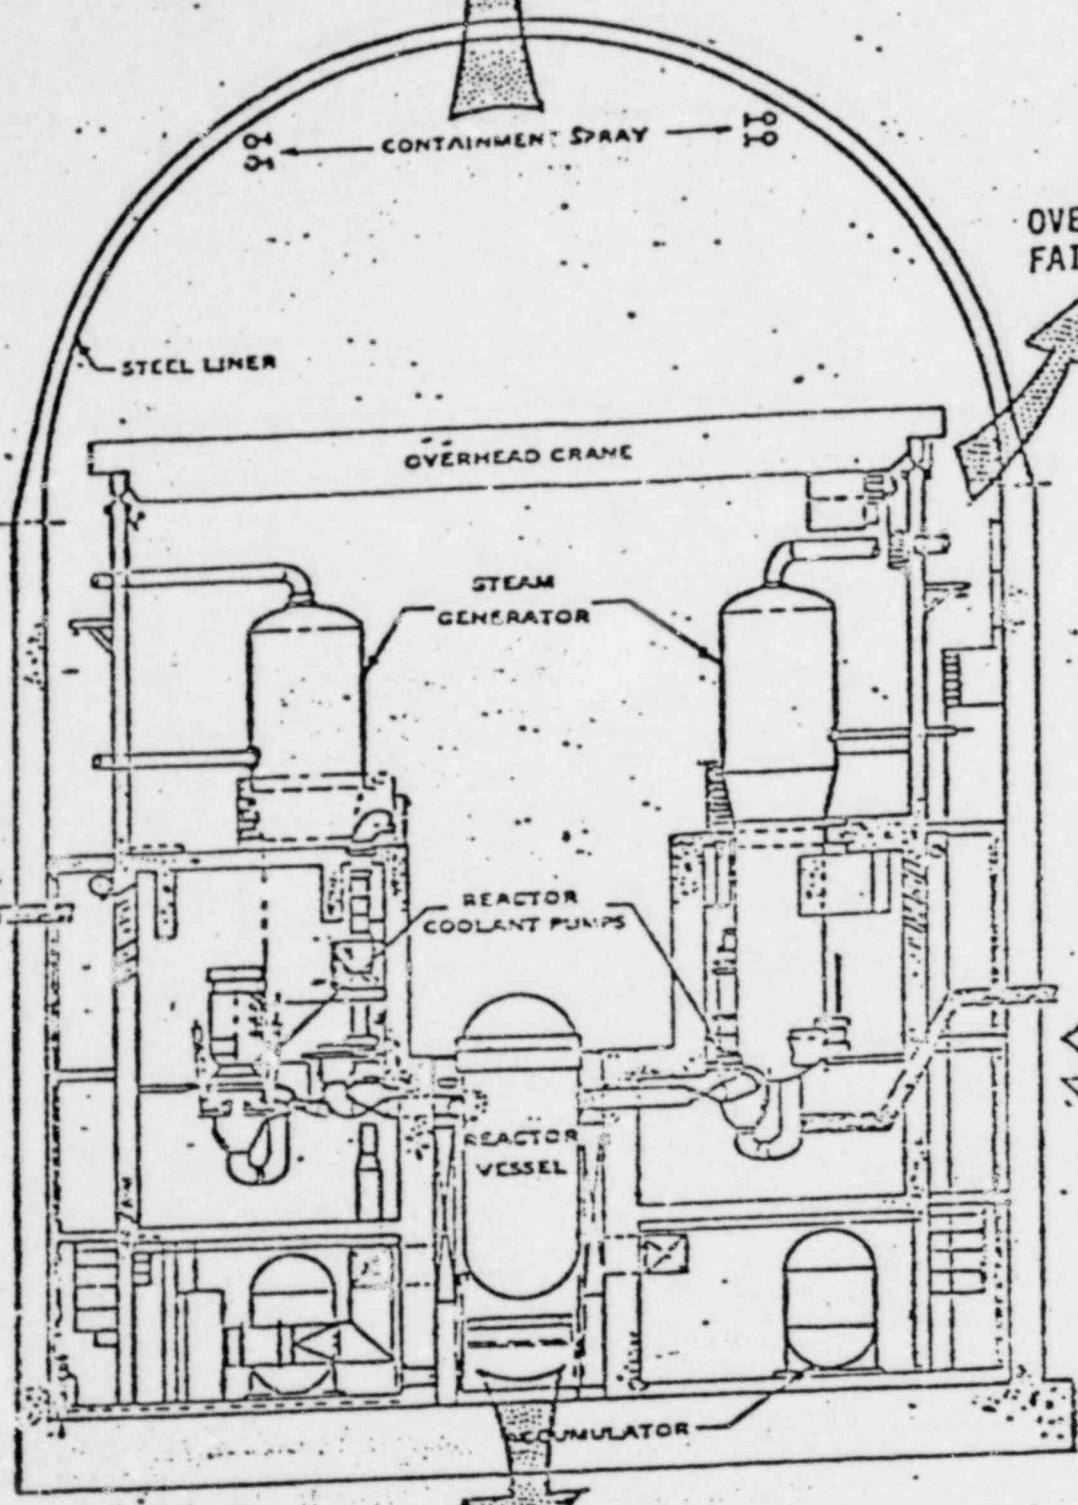 CONTAINMENT SPRAY
OVE
FAI
STEEL LINER
OVERHEAD CRANE
STEAM
GENERATOR
REACTOR
COOLANT PUMPS
REACTOR
VESSEL
ACCUMULATOR